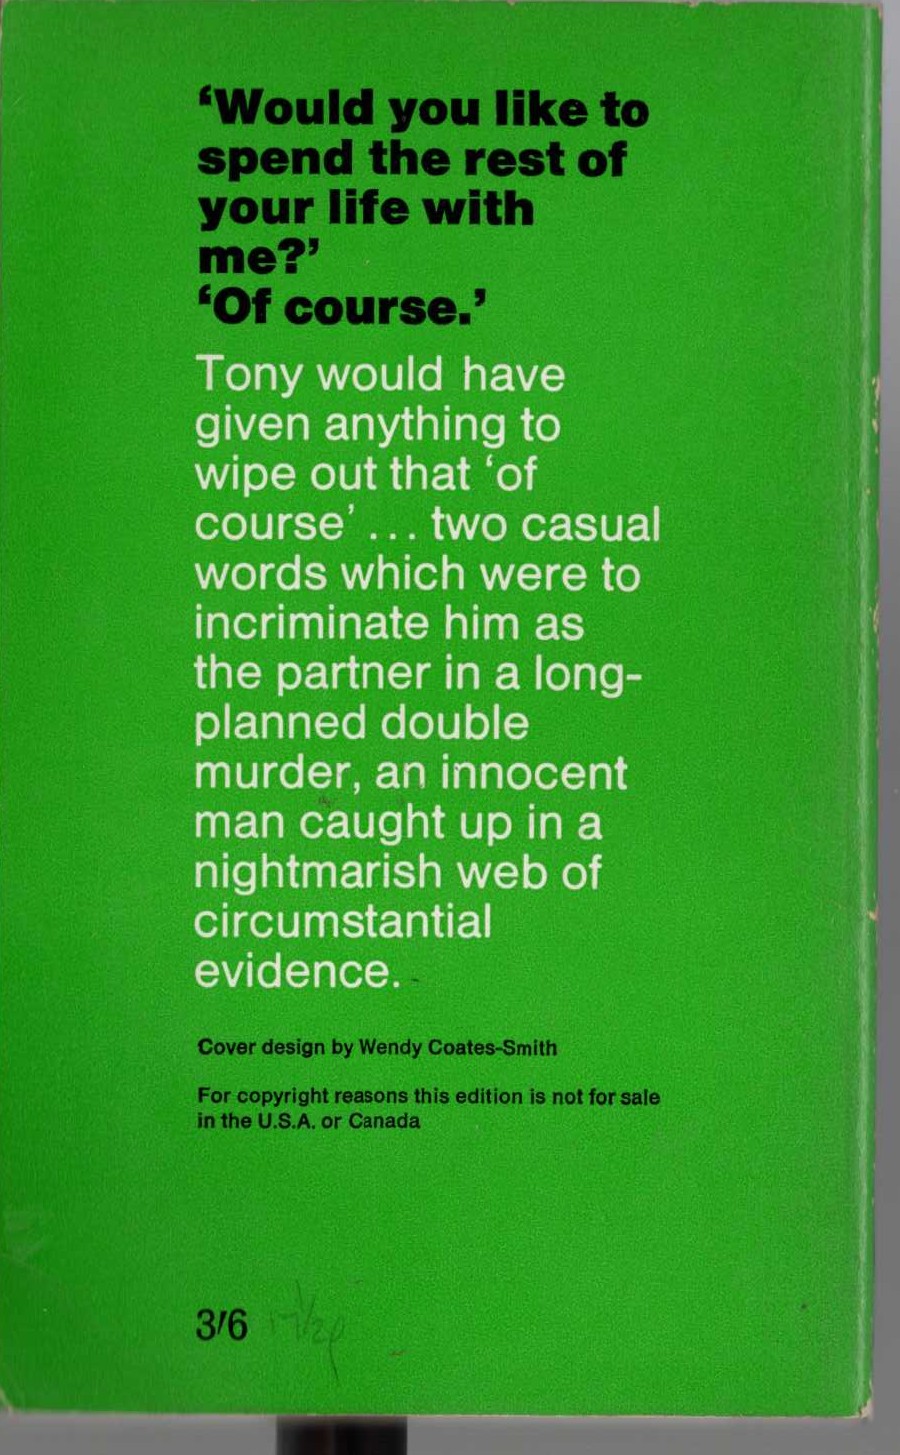 ‘Would you like to
spend the rest of
your life with
me?’
‘Of course.’
Tony would have
given anything to
wipe out that ‘of
course’ ... two casual
words which were to
incriminate him as
the partner in a long-
planned double
murder, an innocent
man caught up in a
nightmarish web of
circumstantial
evidence.
Cover design by Wendy Coates-Smith
For copyright reasons this edition is not for sale
in the U.S.A. or Canada
3/6